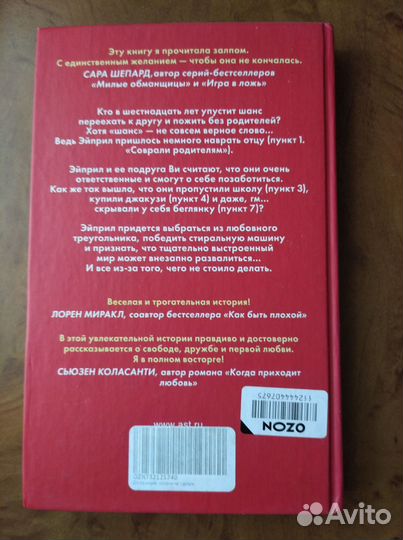 Эту книгу я прочитала залпом.
С единственным желанием — чтобы она не кончалась.
САРА ШЕПАРД, автор серий-бестселлеров
«Милые обманщицы» и «Игра в ложь»
Кто в шестнадцать лет упустит шанс
переехать к другу и пожить без родителей?
Хотя «шанс» — не совсем верное слово...
Ведь Эйприл пришлось немного наврать отцу (пункт 1.
«Соврали родителям»).
Эйприл и ее подруга Ви считают, что они очень
ответственные и смогут о себе позаботиться.
Как же так вышло, что они пропустили школу (пункт 3),
купили джакузи (пункт 4) и даже, гм...
скрывали у себя беглянку (пункт 7)?
Эйприл придется выбраться из любовного
треугольника, победить стиральную машину
и признать, что тщательно выстроенный
мир может внезапно развалиться...
И все из-за того, чего не стоило делать.
Веселая и трогательная история!
ЛОРЕН МИРАКЛ, соавтор бестселлера «Как быть плохой»
В этой увлекательной истории правдиво и достоверно
рассказывается о свободе, дружбе и первой любви.
Я в полном восторге!
СЬЮЗЕН КОЛАСАНТИ, автор романа «Когда приходит
любовь»
www.ast.ru
OZON
Avito